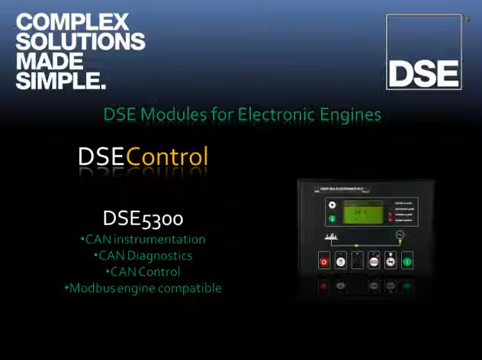 COMPLEX
SOLUTIONS
MADE
SIMPLE.
DSE
DSE Modules for Electronic Engines
DSEControl
DSE5300
•CAN instrumentation
•CAN Diagnostics
•CAN Control
•Modbus engine compatible